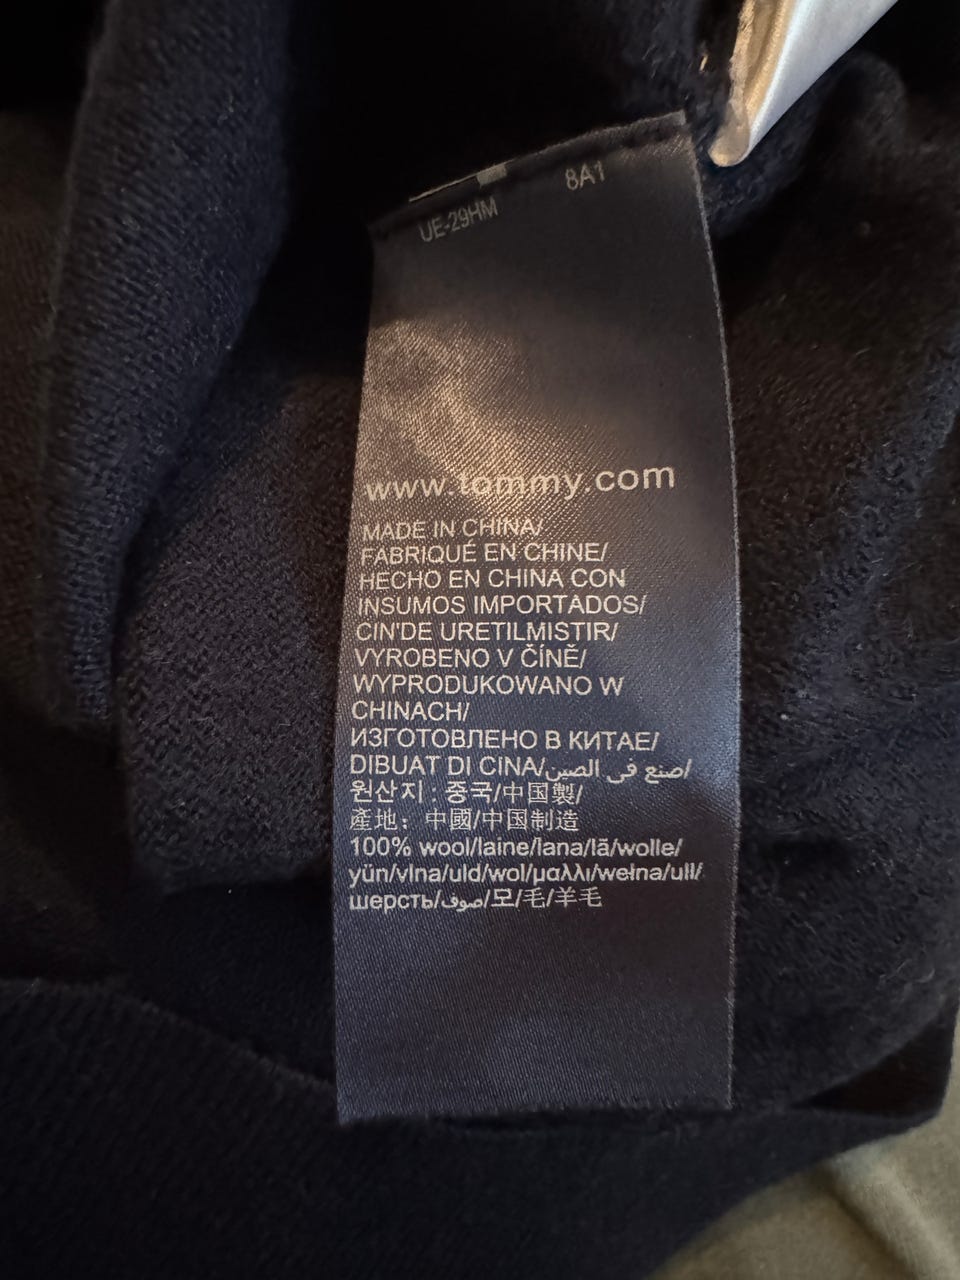 8A1
UE-29HM
www.tommy.com
MADE IN CHINA/
FABRIQUÉ EN CHINE/
HECHO EN CHINA CON
INSUMOS IMPORTADOS/
CIN'DE URETILMISTIR/
VYROBENO V ČÍNĚ/
WYPRODUKOWANO W
CHINACH/
ИЗГОТОВЛЕНО В КИТАЕ/
DIBUAT DI CINA/صنع في الصين/
원산지 : 중국/中国製/
產地：中國/中国制造
100% wool/laine/lana/lã/wolle/
yün/vlna/uld/wol/μαλλι/wełna/ull/
шерсть/صوف/모/毛/羊毛